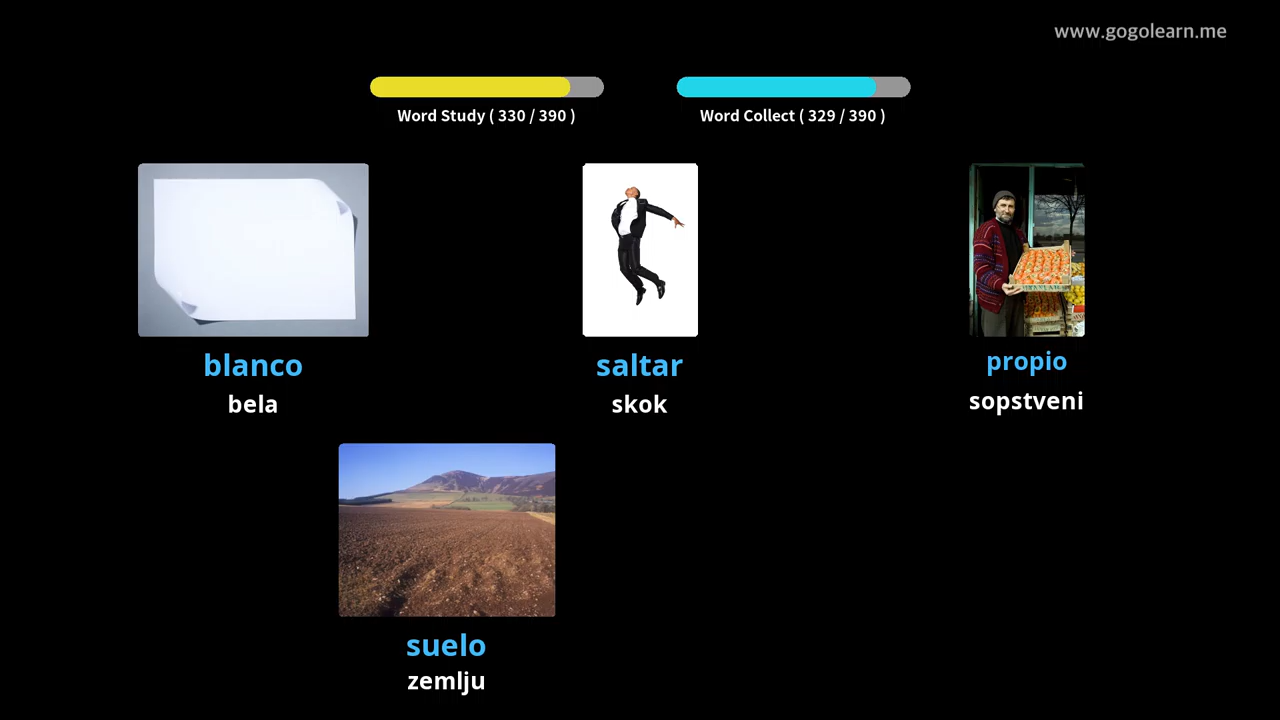 www.gogolearn.me
Word Study ( 330 / 390 )
Word Collect ( 329 / 390 )
blanco
bela
saltar
skok
propio
sopstveni
suelo
zemlju